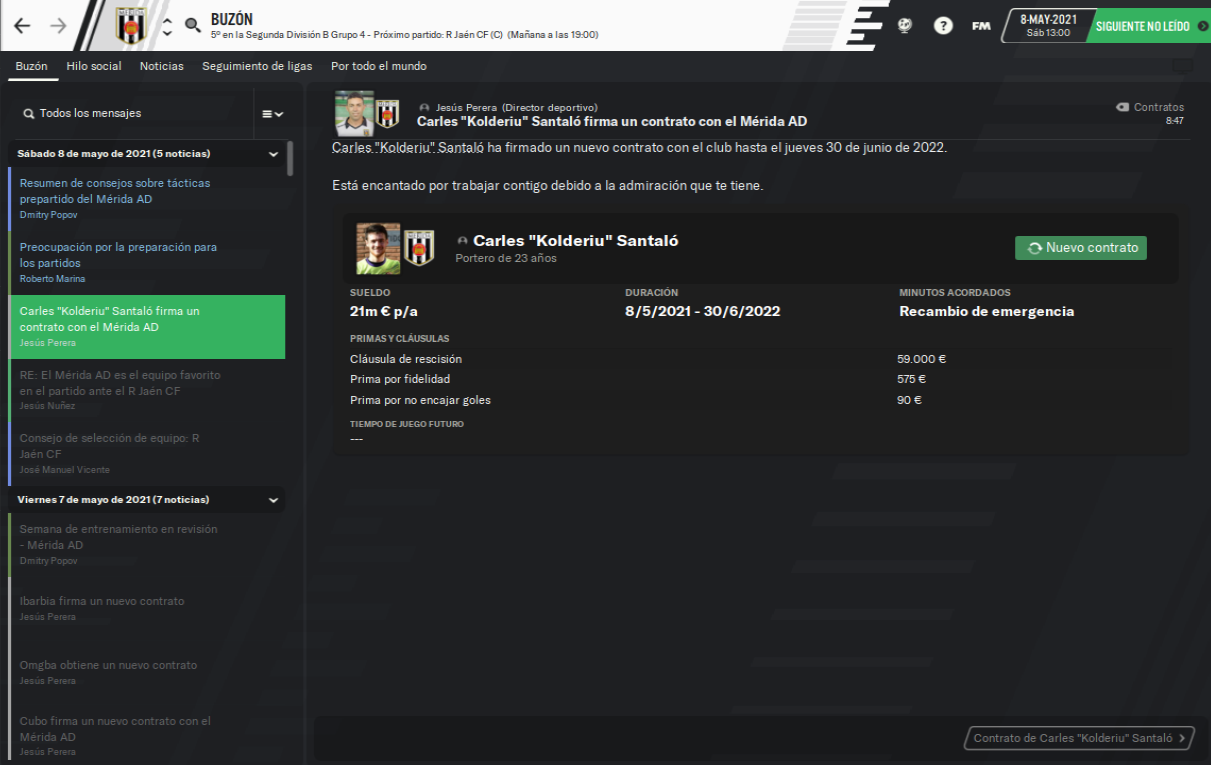 BUZÓN
5º en la Segunda División B Grupo 4 - Próximo partido: R Jaén CF (C) (Mañana a las 19:00)
?
FM
8-MAY-2021
Sáb 13:00
SIGUIENTE NO LEÍDO
Buzón Hilo social Noticias Seguimiento de ligas Por todo el mundo
Todos los mensajes
Sábado 8 de mayo de 2021 (5 noticias)
Resumen de consejos sobre tácticas
prepartido del Mérida AD
Dmitry Popov
Preocupación por la preparación para
los partidos
Roberto Marina
Carles "Kolderiu" Santaló firma un
contrato con el Mérida AD
Jesús Perera
RE: El Mérida AD es el equipo favorito
en el partido ante el R Jaén CF
Jesús Nuñez
Consejo de selección de equipo: R
Jaén CF
José Manuel Vicente
Viernes 7 de mayo de 2021 (7 noticias)
Semana de entrenamiento en revisión
- Mérida AD
Dmitry Popov
Ibarbia firma un nuevo contrato
Jesús Perera
Omgba obtiene un nuevo contrato
Jesús Perera
Cubo firma un nuevo contrato con el
Mérida AD
Jesús Perera
Jesús Perera (Director deportivo)
Carles "Kolderiu" Santaló firma un contrato con el Mérida AD
Contratos
8:47
Carles "Kolderiu" Santaló ha firmado un nuevo contrato con el club hasta el jueves 30 de junio de 2022.
Está encantado por trabajar contigo debido a la admiración que te tiene.
Carles "Kolderiu" Santaló
Portero de 23 años
Nuevo contrato
SUELDO DURACIÓN MINUTOS ACORDADOS
21m € p/a 8/5/2021 - 30/6/2022 Recambio de emergencia
PRIMAS Y CLÁUSULAS
Cláusula de rescisión 59.000 €
Prima por fidelidad 575 €
Prima por no encajar goles 90 €
TIEMPO DE JUEGO FUTURO
---
Contrato de Carles "Kolderiu" Santaló